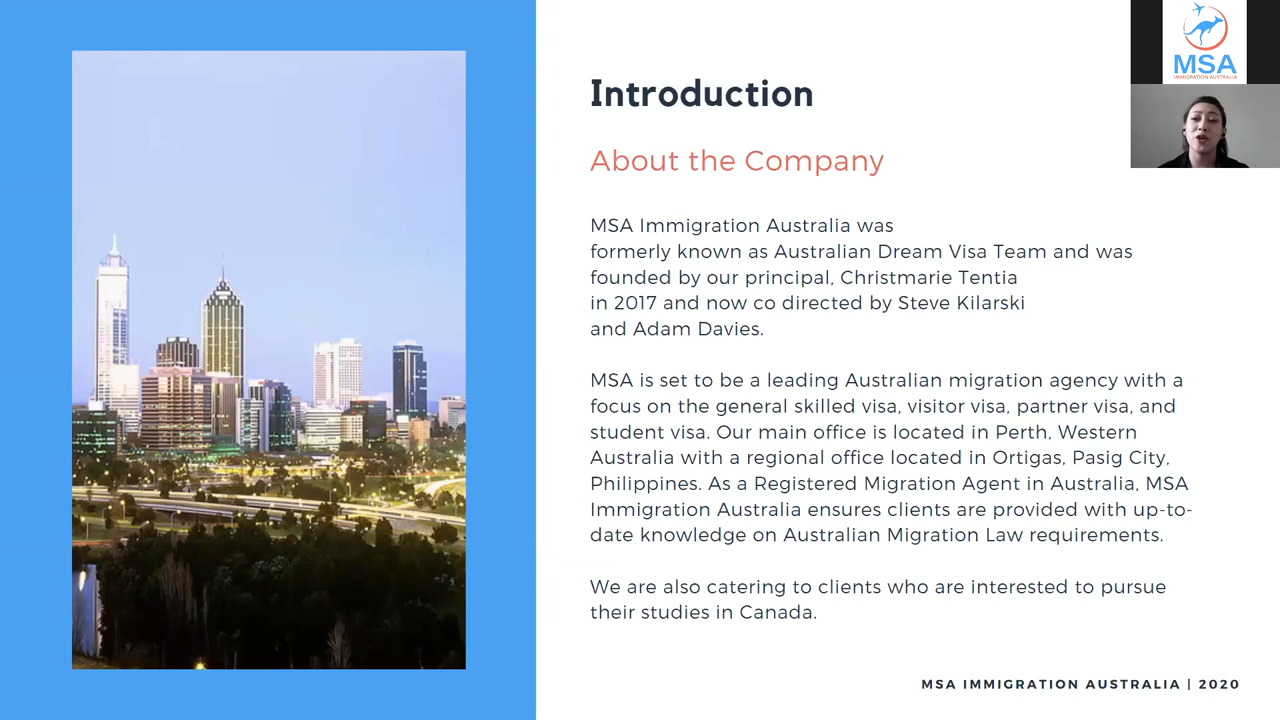 Introduction
About the Company
MSA Immigration Australia was
formerly known as Australian Dream Visa Team and was
founded by our principal, Christmarie Tentia
in 2017 and now co directed by Steve Kilarski
and Adam Davies.
MSA is set to be a leading Australian migration agency with a
focus on the general skilled visa, visitor visa, partner visa, and
student visa. Our main office is located in Perth, Western
Australia with a regional office located in Ortigas, Pasig City,
Philippines. As a Registered Migration Agent in Australia, MSA
Immigration Australia ensures clients are provided with up-to-
date knowledge on Australian Migration Law requirements.
We are also catering to clients who are interested to pursue
their studies in Canada.
MSA IMMIGRATION AUSTRALIA | 2020
MSA
IMMIGRATION AUSTRALIA